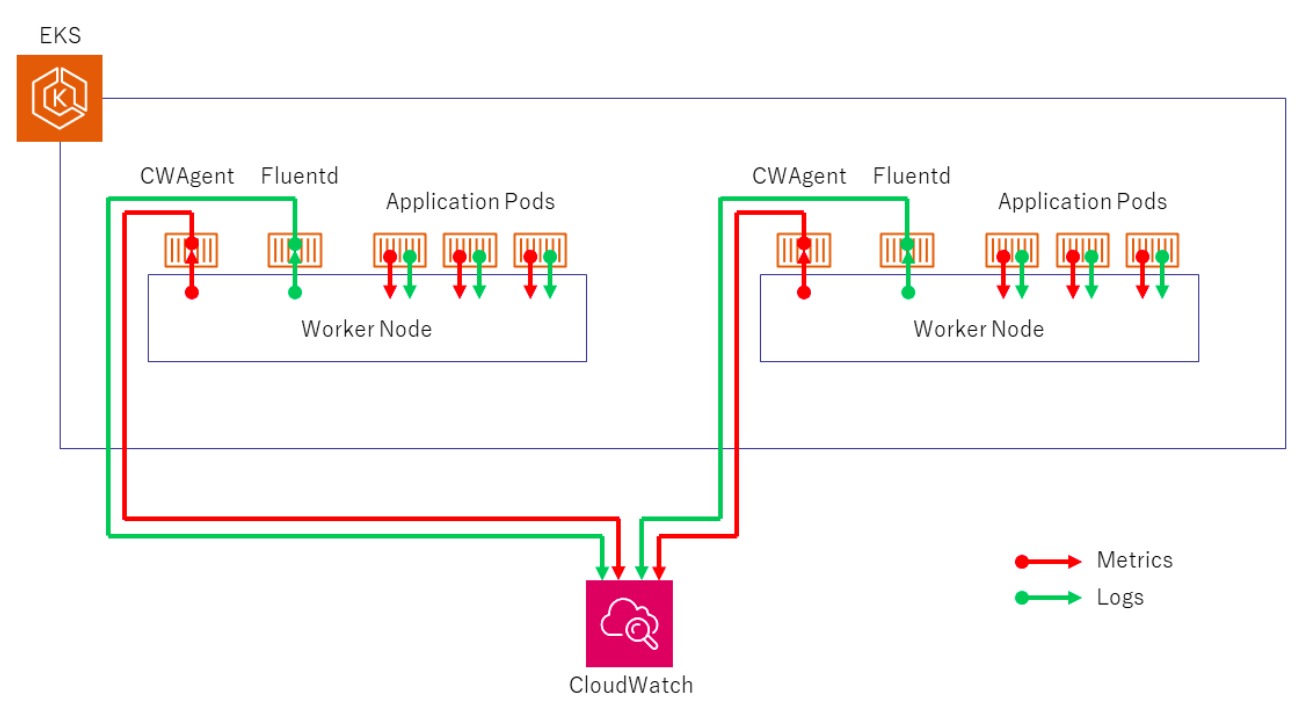 EKS
K
CWAgent Fluentd
Application Pods
Worker Node
CWAgent Fluentd
Application Pods
Worker Node
Metrics
Logs
CloudWatch